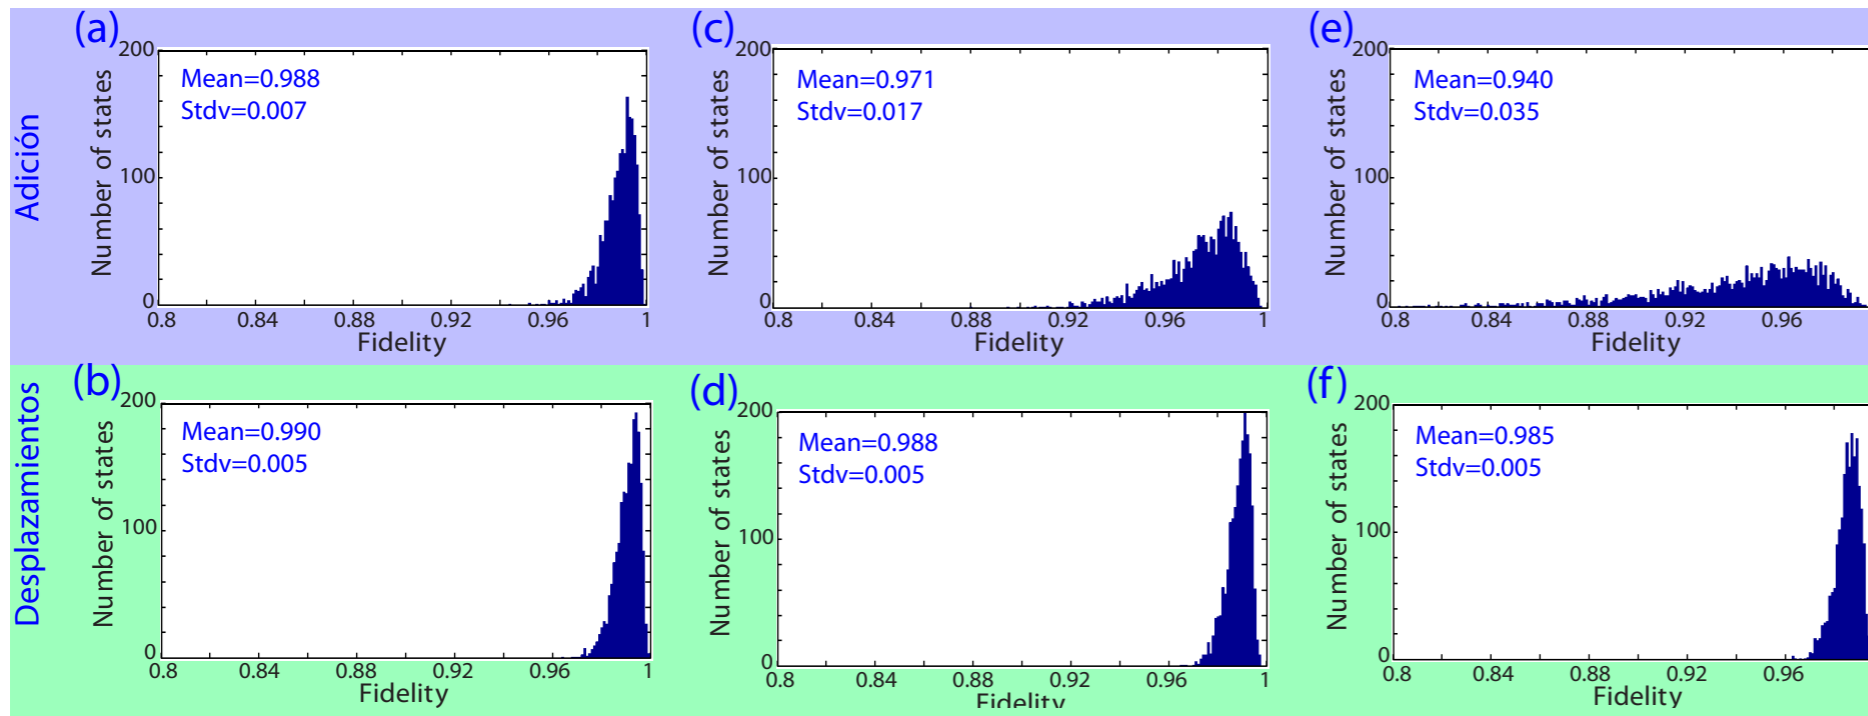 Adición
(a)
200
100
0
Number of states
Mean=0.988
Stdv=0.007
0.8 0.84 0.88 0.92 0.96 1
Fidelity
(c)
200
100
0
Number of states
Mean=0.971
Stdv=0.017
0.8 0.84 0.88 0.92 0.96 1
Fidelity
(e)
200
100
0
Number of states
Mean=0.940
Stdv=0.035
0.8 0.84 0.88 0.92 0.96
Fidelity
Desplazamientos
(b)
200
100
0
Number of states
Mean=0.990
Stdv=0.005
0.8 0.84 0.88 0.92 0.96 1
Fidelity
(d)
200
100
0
Number of states
Mean=0.988
Stdv=0.005
0.8 0.84 0.88 0.92 0.96 1
Fidelity
(f)
200
100
0
Number of states
Mean=0.985
Stdv=0.005
0.8 0.84 0.88 0.92 0.96
Fidelity